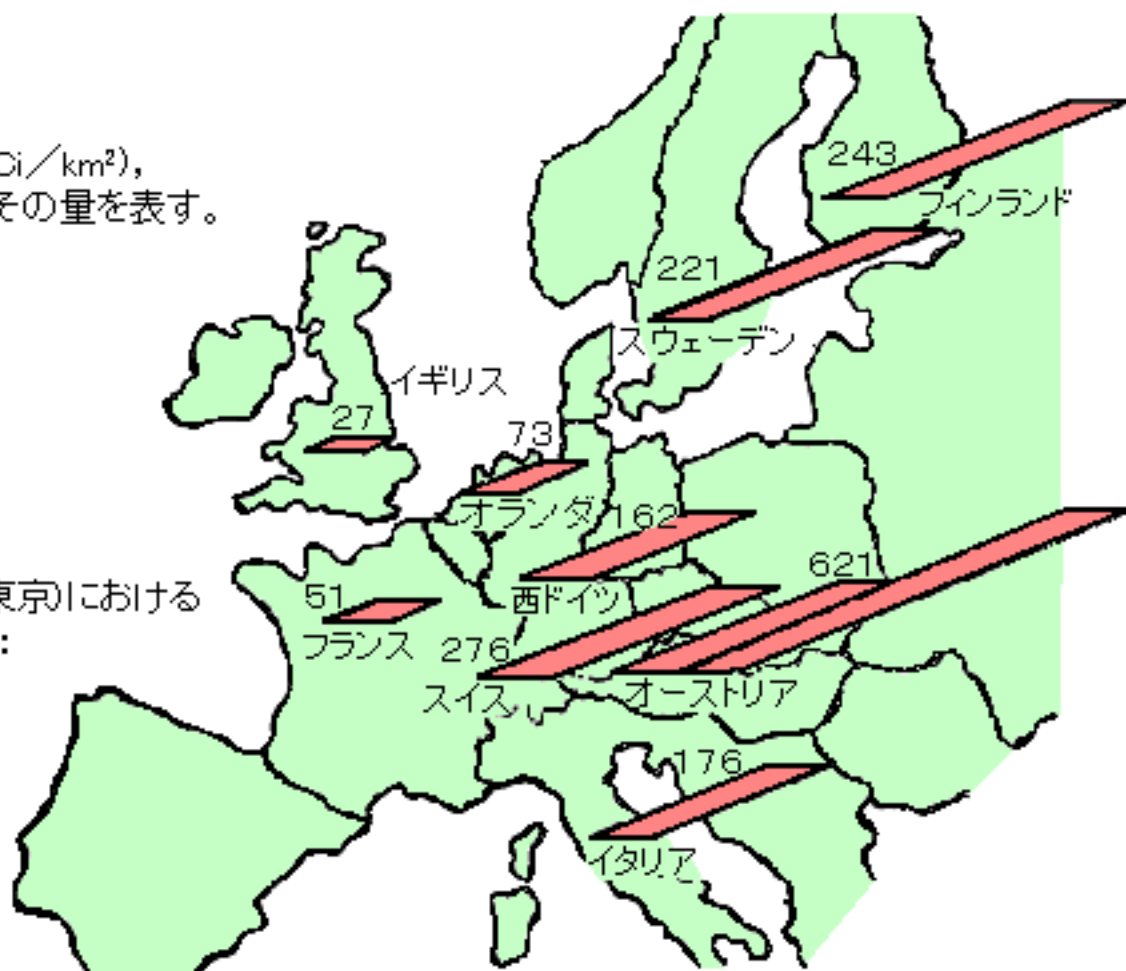 Ci／km²),
その量を表す。
243
フィンランド
221
スウェーデン
イギリス
27
73
オランダ
162
西ドイツ
621
東京)における
:
51
フランス
276
スイス
オーストリア
176
イタリア